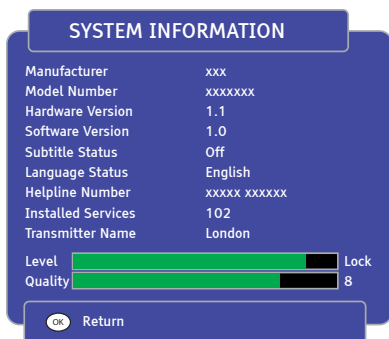 SYSTEM INFORMATION
Manufacturer xxx
Model Number xxxxxxx
Hardware Version 1.1
Software Version 1.0
Subtitle Status Off
Language Status English
Helpline Number xxxxx xxxxxx
Installed Services 102
Transmitter Name London
Level Lock
Quality 8
OK Return